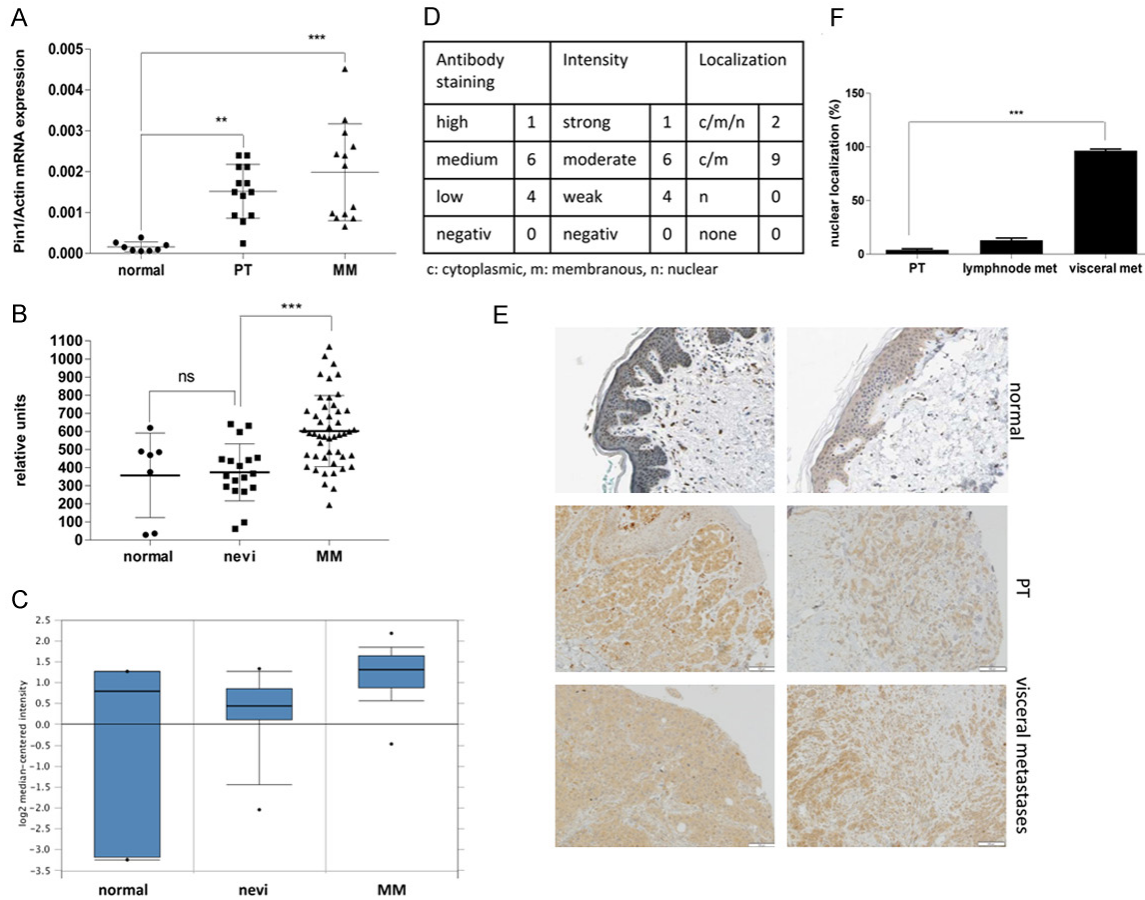 A
Pin1/Actin mRNA expression
0.005
0.004
0.003
0.002
0.001
0.000
**
***
normal PT MM
B
relative units
1100
1000
900
800
700
600
500
400
300
200
100
0
ns
***
normal nevi MM
C
log2 median-centered intensity
2.5
2.0
1.5
1.0
0.5
0.0
-0.5
-1.0
-1.5
-2.0
-2.5
-3.0
-3.5
normal nevi MM
D
Antibody staining Intensity Localization
high 1 strong 1 c/m/n 2
medium 6 moderate 6 c/m 9
low 4 weak 4 n 0
negativ 0 negativ 0 none 0
c: cytoplasmic, m: membranous, n: nuclear
E
normal
PT
visceral metastases
F
nuclear localization (%)
150
100
50
0
***
PT lymphnode met visceral met